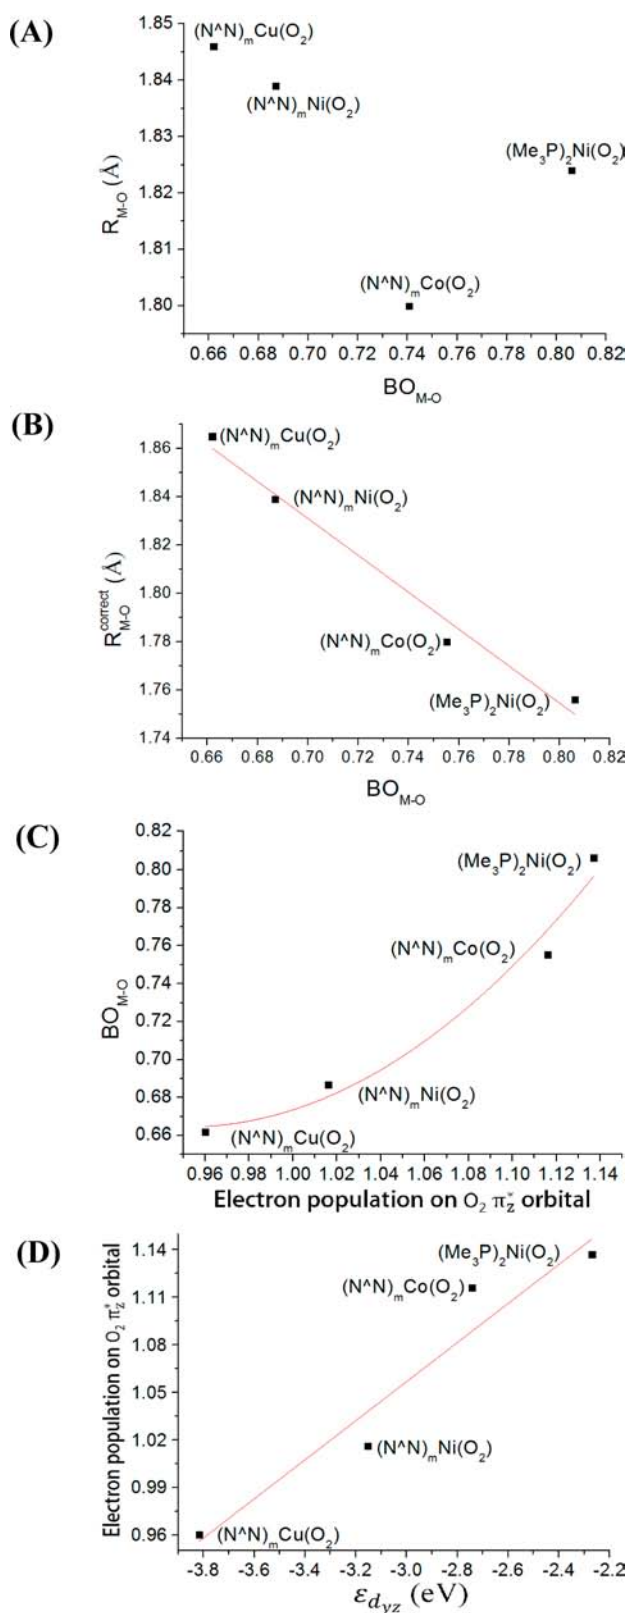 (A)
1.85
(N^N)ₘCu(O₂)
1.84
(N^N)ₘNi(O₂)
1.83
(Me₃P)₂Ni(O₂)
R_M-O (Å)
1.82
1.81
(N^N)ₘCo(O₂)
1.80
0.66 0.68 0.70 0.72 0.74 0.76 0.78 0.80 0.82
BO_M-O
(B)
1.86
(N^N)ₘCu(O₂)
1.84
(N^N)ₘNi(O₂)
1.82
R^correct_M-O (Å)
1.80
1.78
(N^N)ₘCo(O₂)
1.76
(Me₃P)₂Ni(O₂)
1.74
0.66 0.68 0.70 0.72 0.74 0.76 0.78 0.80 0.82
BO_M-O
(C)
0.82
0.80
(Me₃P)₂Ni(O₂)
0.78
0.76
(N^N)ₘCo(O₂)
0.74
BO_M-O
0.72
0.70
0.68
(N^N)ₘNi(O₂)
0.66
(N^N)ₘCu(O₂)
0.96 0.98 1.00 1.02 1.04 1.06 1.08 1.10 1.12 1.14
Electron population on O₂ π*_z orbital
(D)
1.14
(Me₃P)₂Ni(O₂)
(N^N)ₘCo(O₂)
1.11
1.08
Electron population on O₂ π*_z orbital
1.05
1.02
(N^N)ₘNi(O₂)
0.99
0.96
(N^N)ₘCu(O₂)
-3.8 -3.6 -3.4 -3.2 -3.0 -2.8 -2.6 -2.4 -2.2
ε_d_yz (eV)